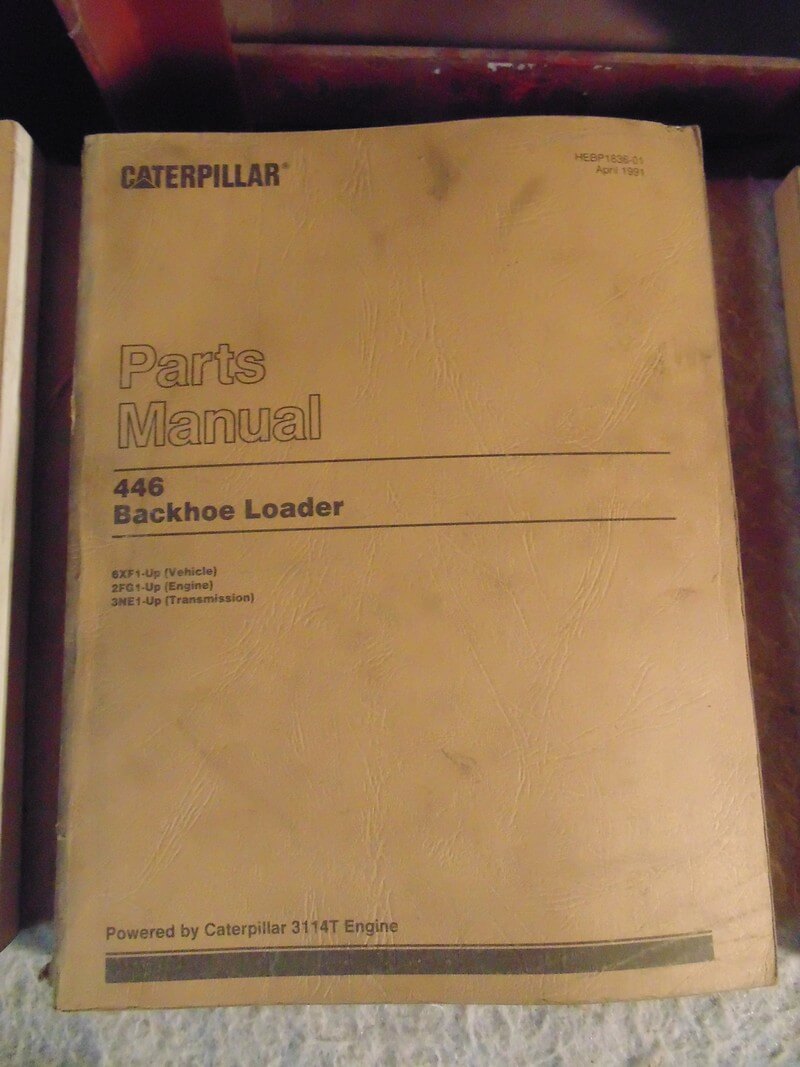 CATERPILLAR®
HEBP1836-01
April 1991
Parts
Manual
446
Backhoe Loader
6XF1-Up (Vehicle)
2FG1-Up (Engine)
3NE1-Up (Transmission)
Powered by Caterpillar 3114T Engine